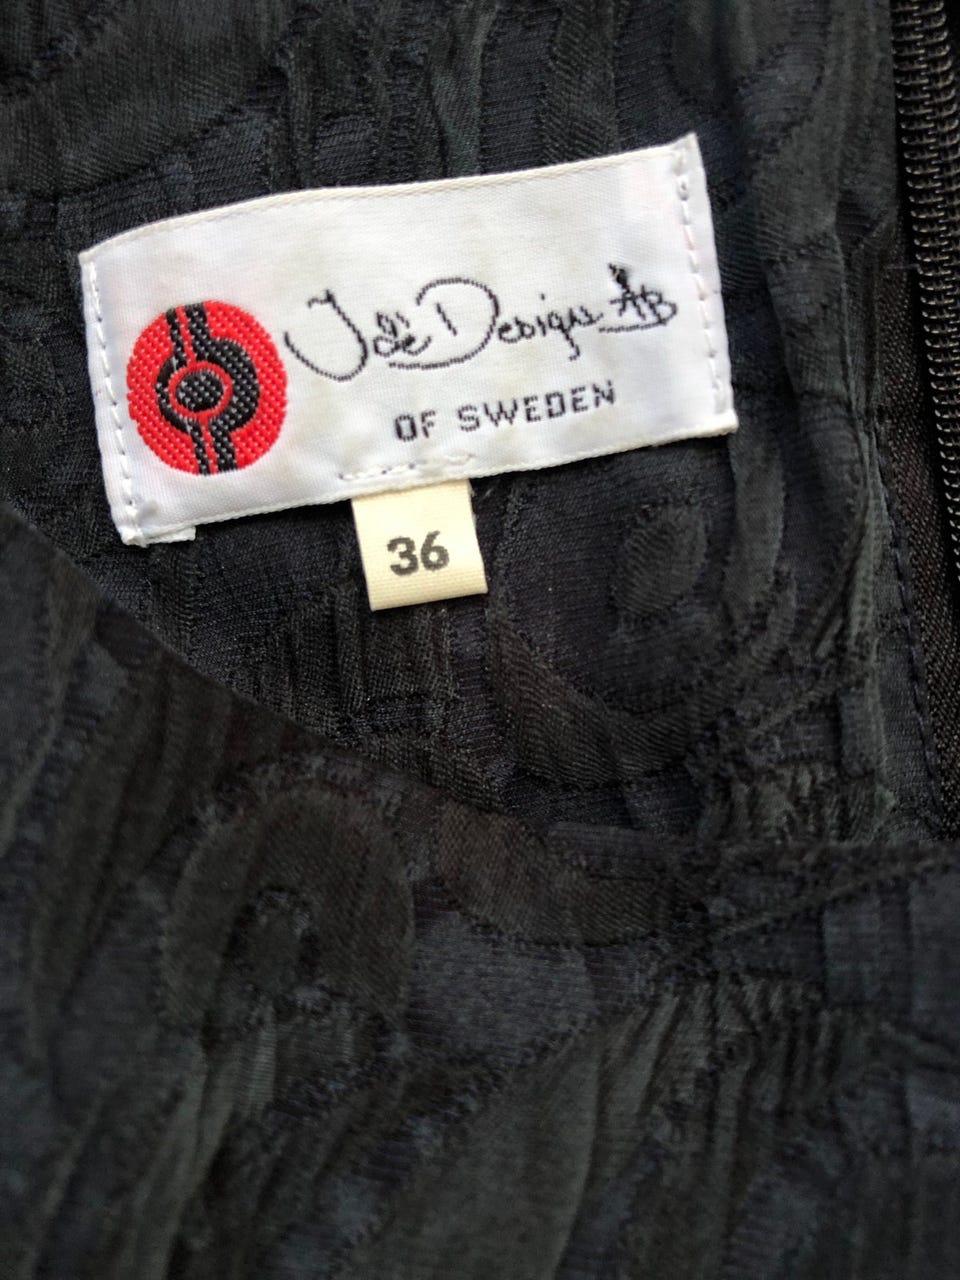 Design AB
OF SWEDEN
36